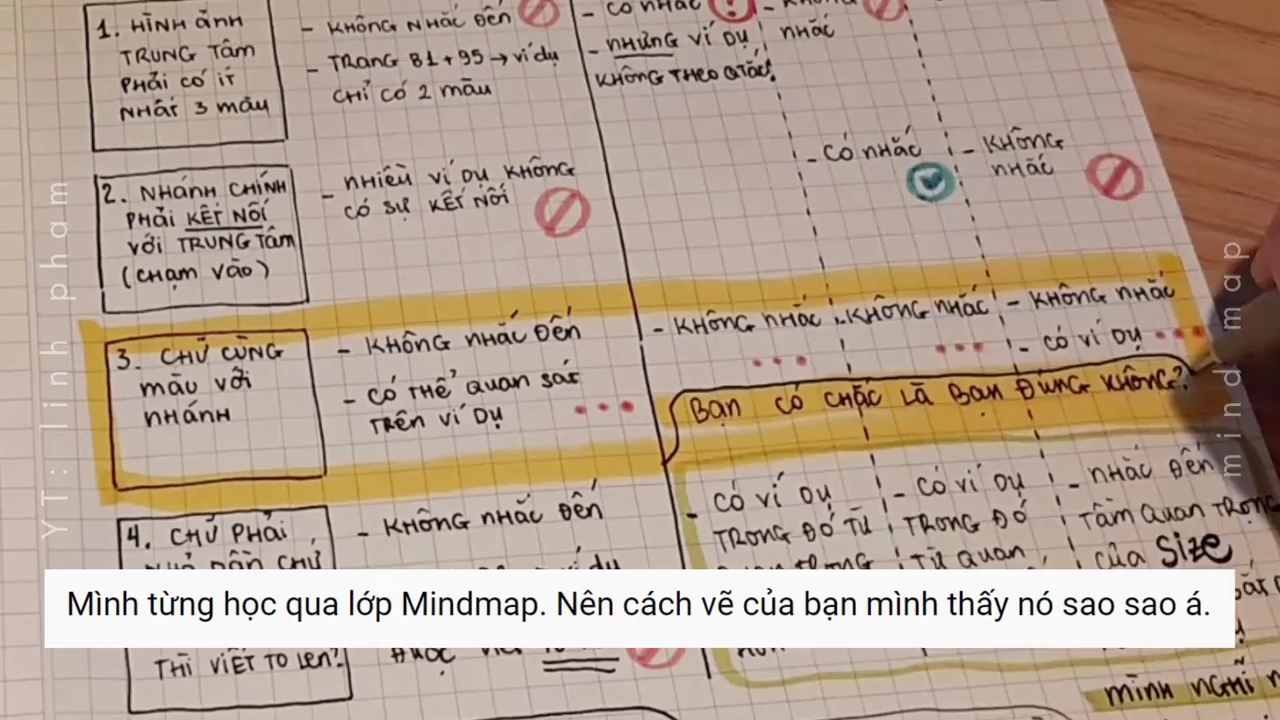 1. HÌNH ẢNH
TRUNG TÂM
PHẢI CÓ ÍT
NHẤT 3 MÀU
- KHÔNG NHẮC ĐẾN
- TRANG 81 + 95 → VÍ DỤ
CHỈ CÓ 2 MÀU
- CÓ NHẮC
- NHỮNG VÍ DỤ
KHÔNG THEO QTẮC!
- KHÔNG
NHẮC
2. NHÁNH CHÍNH
PHẢI KẾT NỐI
VỚI TRUNG TÂM
(CHẠM VÀO)
- NHIỀU VÍ DỤ KHÔNG
CÓ SỰ KẾT NỐI
- CÓ NHẮC
- KHÔNG
NHẮC
3. CHỮ CÙNG
MÀU VỚI
NHÁNH
- KHÔNG NHẮC ĐẾN
- CÓ THỂ QUAN SÁT
TRÊN VÍ DỤ
- KHÔNG NHẮC
- KHÔNG NHẮC
- KHÔNG NHẮC
- CÓ VÍ DỤ
BẠN CÓ CHẮC LÀ BẠN ĐÚNG KHÔNG?
4. CHỮ PHẢI
NHỎ DẦN CHỨ
THÌ VIẾT TO LÊN?
- KHÔNG NHẮC ĐẾN
- CÓ VÍ DỤ
TRONG ĐÓ TỪ
- CÓ VÍ DỤ
TRONG ĐÓ
TỪ QUAN
- NHẮC ĐẾN
TẦM QUAN TRỌNG
CỦA SIZE
Mình từng học qua lớp Mindmap. Nên cách vẽ của bạn mình thấy nó sao sao á.
MÌNH NGHĨ
YT: linh pham
mind map